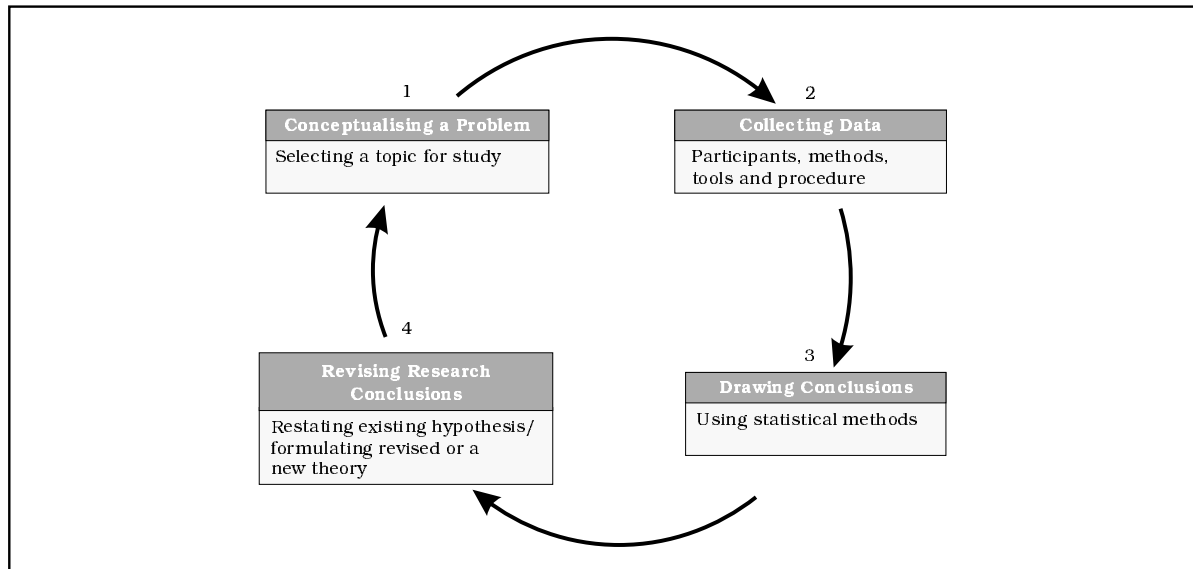 1
Conceptualising a Problem
Selecting a topic for study
2
Collecting Data
Participants, methods,
tools and procedure
3
Drawing Conclusions
Using statistical methods
4
Revising Research
Conclusions
Restating existing hypothesis/
formulating revised or a
new theory